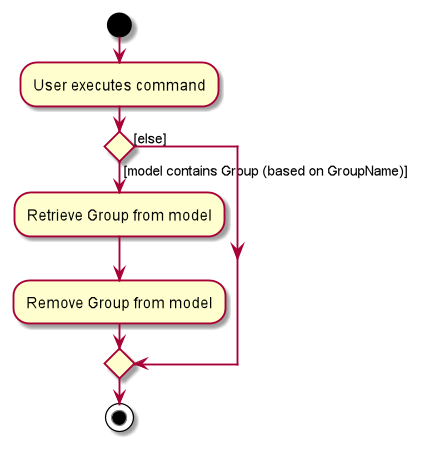 User executes command
[else]
[model contains Group (based on GroupName)]
Retrieve Group from model
Remove Group from model